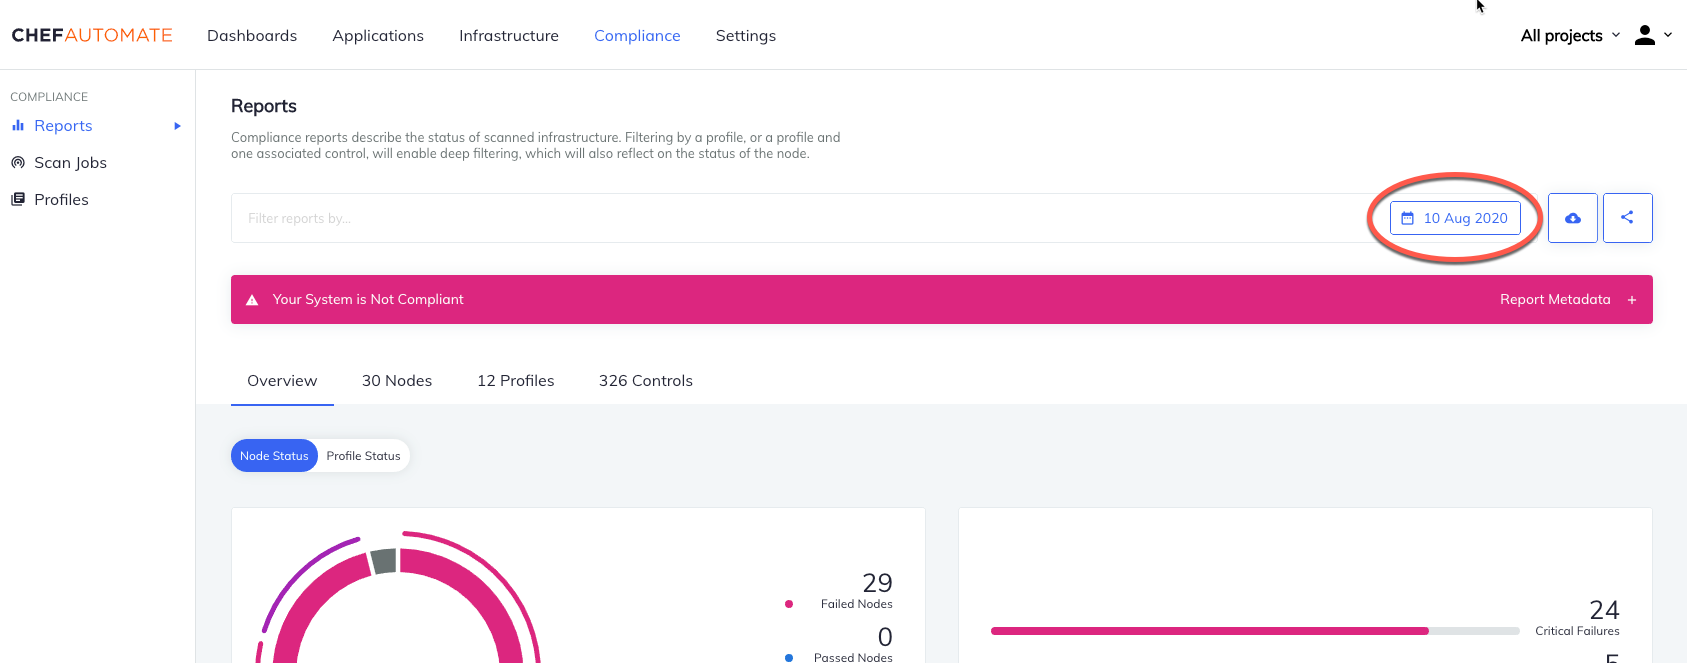 CHEFAUTOMATE Dashboards Applications Infrastructure Compliance Settings All projects
COMPLIANCE
Reports
Scan Jobs
Profiles
Reports
Compliance reports describe the status of scanned infrastructure. Filtering by a profile, or a profile and
one associated control, will enable deep filtering, which will also reflect on the status of the node.
Filter reports by...
10 Aug 2020
Your System is Not Compliant
Report Metadata +
Overview 30 Nodes 12 Profiles 326 Controls
Node Status Profile Status
29
Failed Nodes
0
Passed Nodes
24
Critical Failures